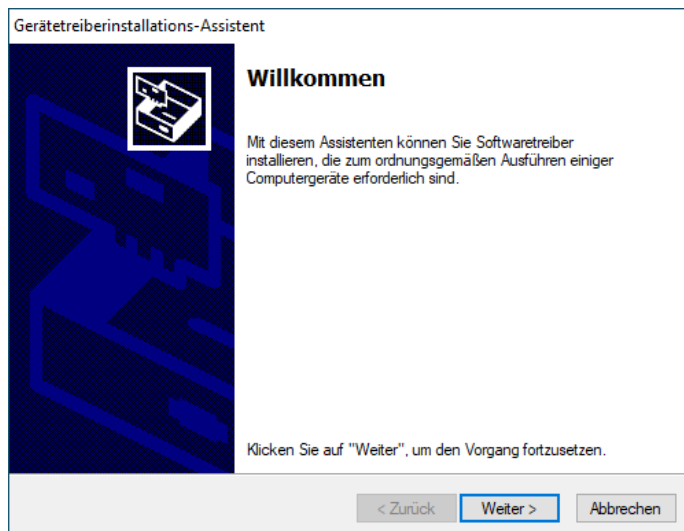 Gerätetreiberinstallations-Assistent
Willkommen
Mit diesem Assistenten können Sie Softwaretreiber
installieren, die zum ordnungsgemäßen Ausführen einiger
Computergeräte erforderlich sind.
Klicken Sie auf "Weiter", um den Vorgang fortzusetzen.
< Zurück
Weiter >
Abbrechen